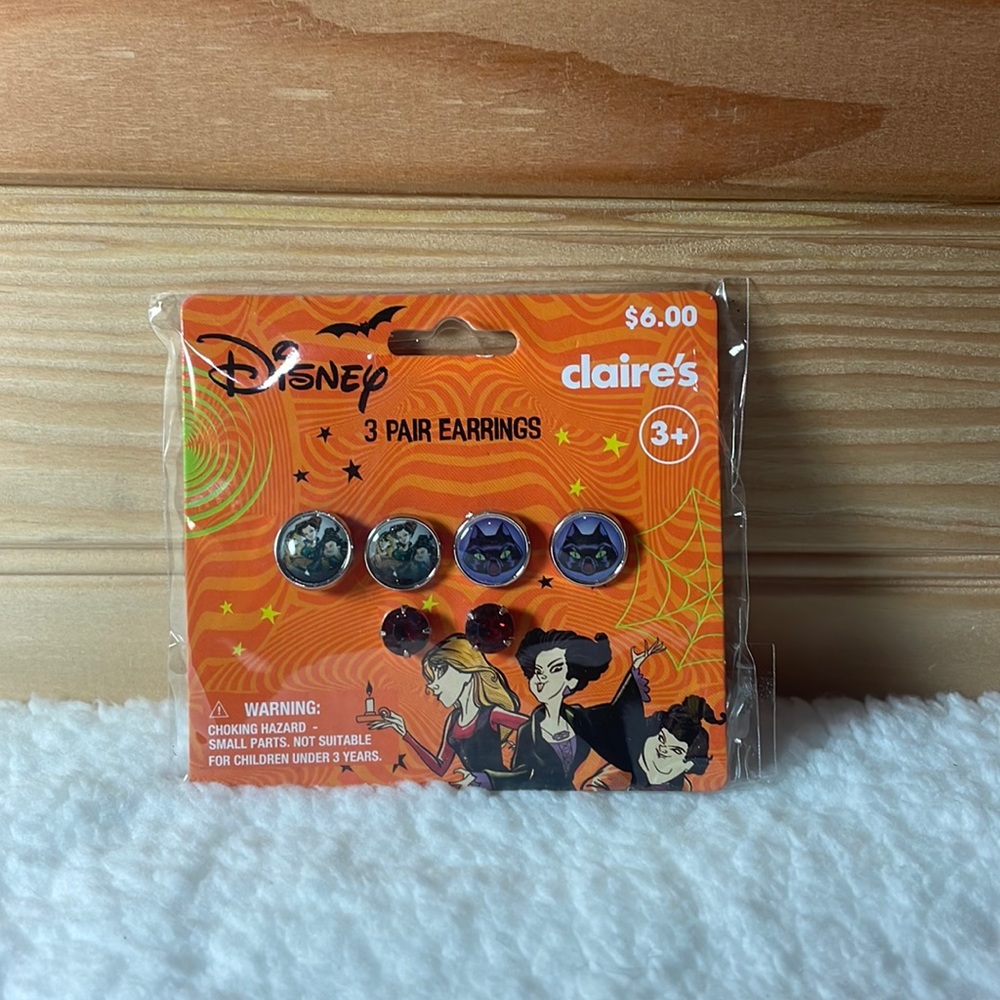 $6.00
Disney
claire's
3 PAIR EARRINGS
3+
WARNING:
CHOKING HAZARD -
SMALL PARTS. NOT SUITABLE
FOR CHILDREN UNDER 3 YEARS.